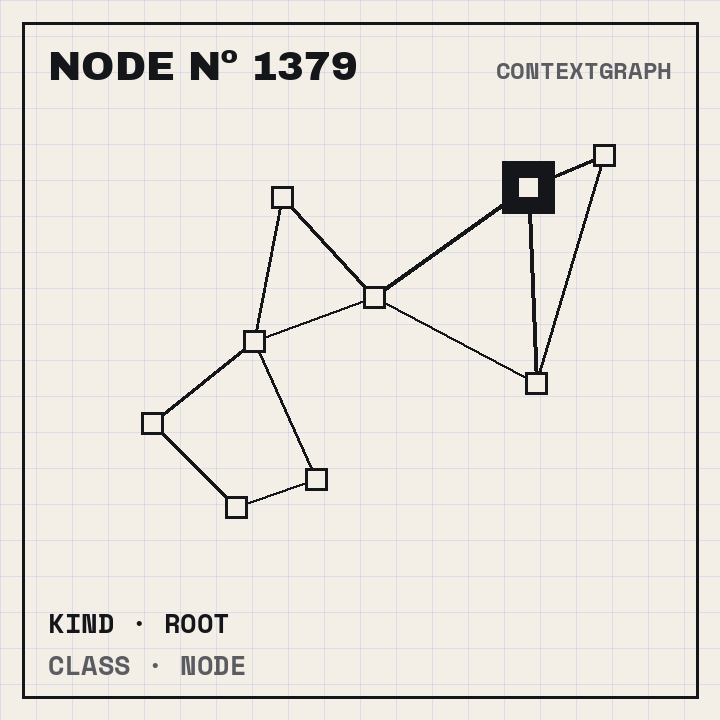 NODE Nº 1379
CONTEXTGRAPH
KIND · ROOT
CLASS · NODE